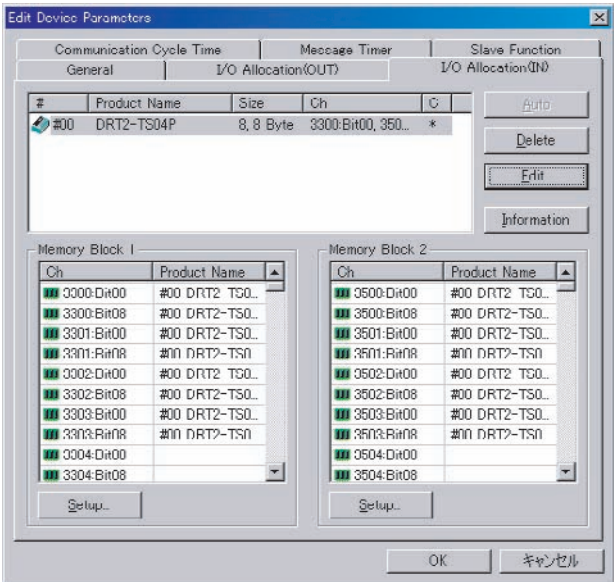 Edit Device Parameters
Communication Cycle Time Message Timer Slave Function
General I/O Allocation(OUT) I/O Allocation(IN)
# Product Name Size Ch C
#00 DRT2-TS04P 8, 8 Byte 3300:Bit00, 350... *
Auto
Delete
Edit
Information
Memory Block 1 Memory Block 2
Ch Product Name Ch Product Name
3300:Bit00 #00 DRT2-TS0... 3500:Bit00 #00 DRT2-TS0...
3300:Bit08 #00 DRT2-TS0... 3500:Bit08 #00 DRT2-TS0...
3301:Bit00 #00 DRT2-TS0... 3501:Bit00 #00 DRT2-TS0...
3301:Bit08 #00 DRT2-TS0... 3501:Bit08 #00 DRT2-TS0...
3302:Bit00 #00 DRT2-TS0... 3502:Bit00 #00 DRT2-TS0...
3302:Bit08 #00 DRT2-TS0... 3502:Bit08 #00 DRT2-TS0...
3303:Bit00 #00 DRT2-TS0... 3503:Bit00 #00 DRT2-TS0...
3303:Bit08 #00 DRT2-TS0... 3503:Bit08 #00 DRT2-TS0...
3304:Bit00 3504:Bit00
3304:Bit08 3504:Bit08
Setup... Setup...
OK キャンセル